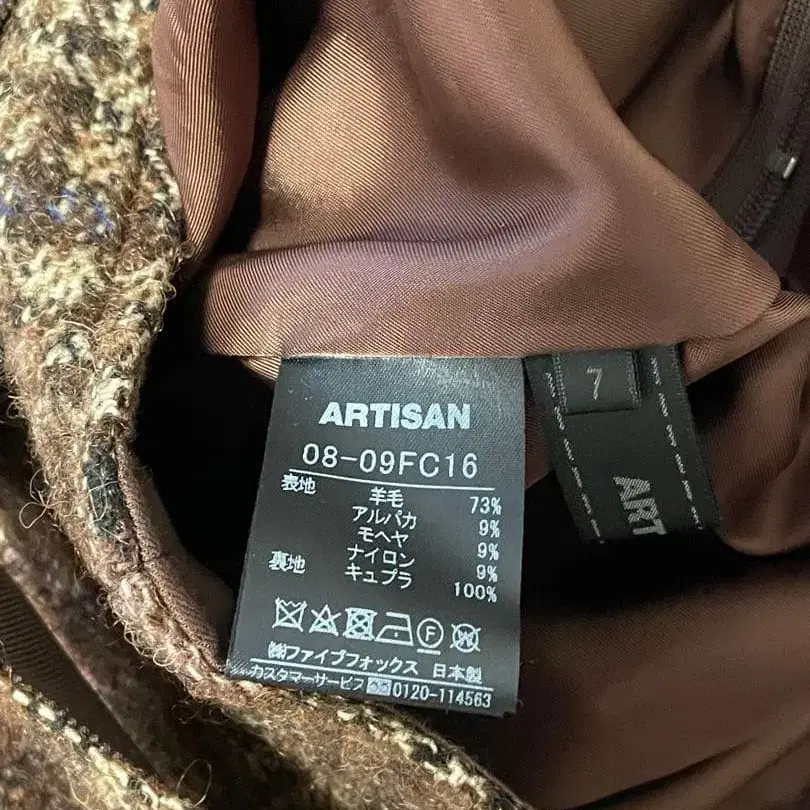 ARTISAN
08-09FC16
表地 羊毛 73%
アルパカ 9%
モヘヤ 9%
ナイロン 9%
裏地 キュプラ 100%
F W
㈱ファイブフォックス 日本製
カスタマーサービス 0120-114563
7
ART